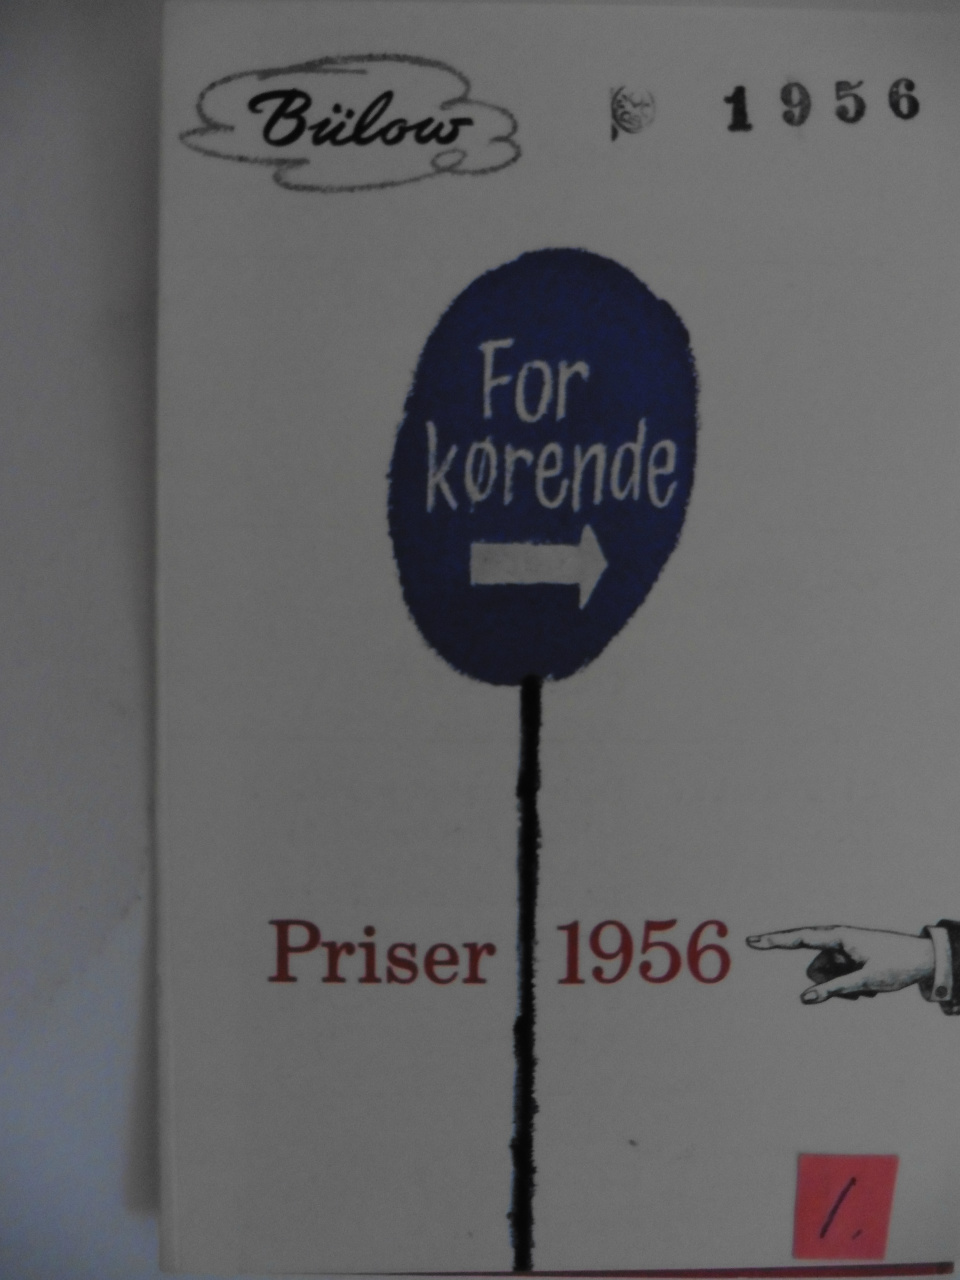 Bülow
1956
For
kørende
Priser 1956
1.